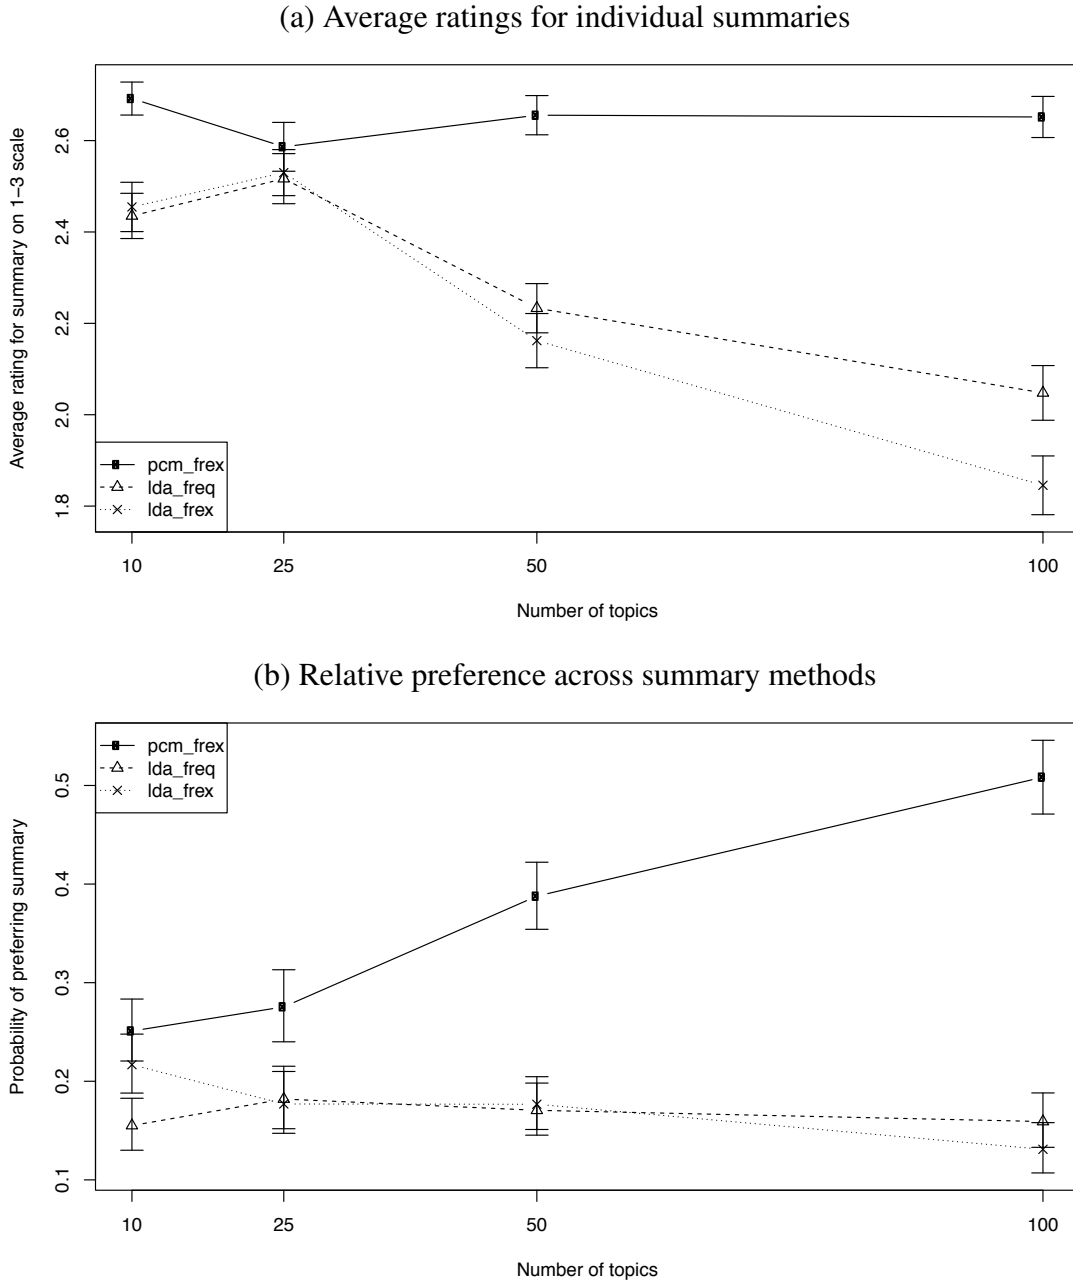 (a) Average ratings for individual summaries
Average rating for summary on 1–3 scale
2.6
2.4
2.2
2.0
1.8
pcm_frex
lda_freq
lda_frex
10 25 50 100
Number of topics
(b) Relative preference across summary methods
Probability of preferring summary
pcm_frex
lda_freq
lda_frex
0.5
0.4
0.3
0.2
0.1
10 25 50 100
Number of topics